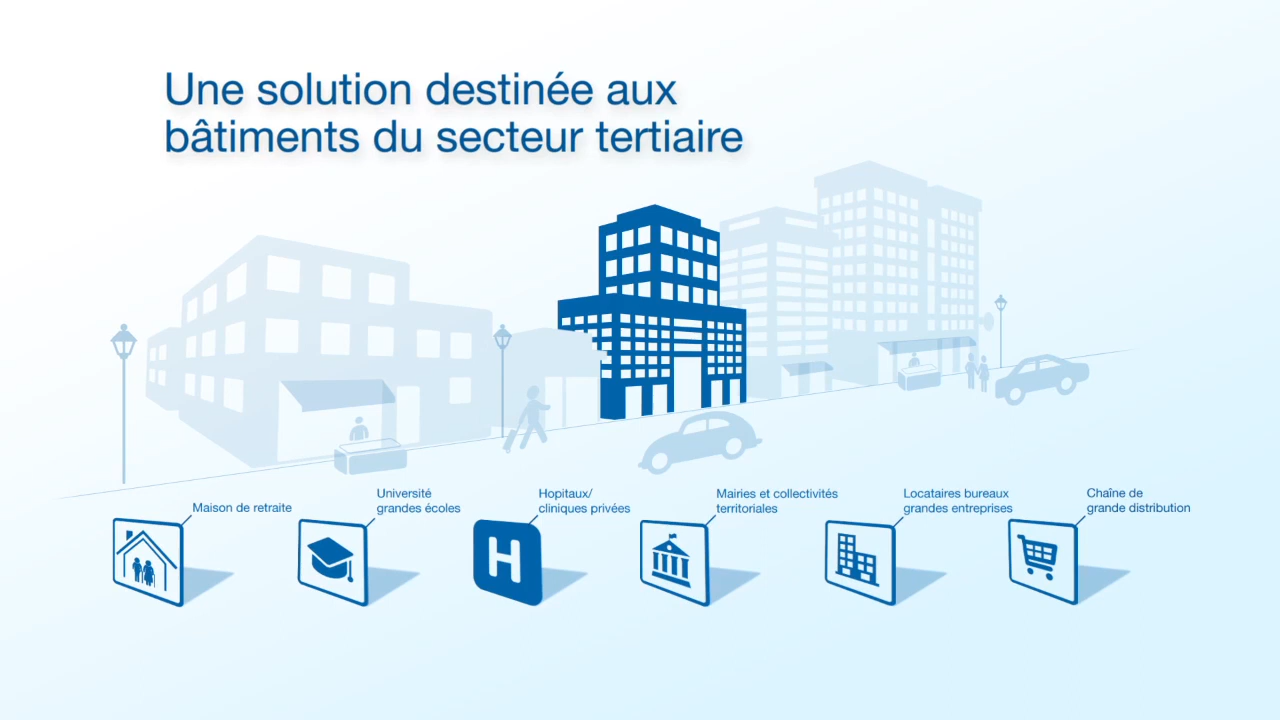 Une solution destinée aux
bâtiments du secteur tertiaire
Maison de retraite
Université
grandes écoles
Hopitaux/
cliniques privées
Mairies et collectivités
territoriales
Locataires bureaux
grandes entreprises
Chaîne de
grande distribution
H